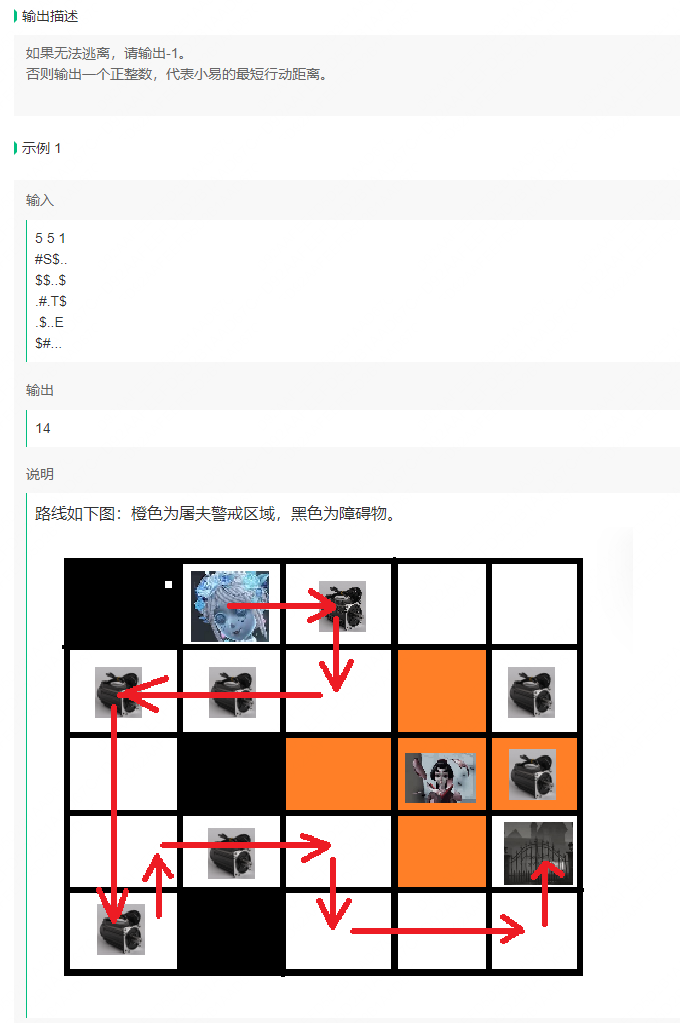 输出描述
如果无法逃离，请输出-1。
否则输出一个正整数，代表小易的最短行动距离。
示例 1
输入
5 5 1
#S$..
$$..$
.#.T$
.$..E
$#...
输出
14
说明
路线如下图：橙色为屠夫警戒区域，黑色为障碍物。